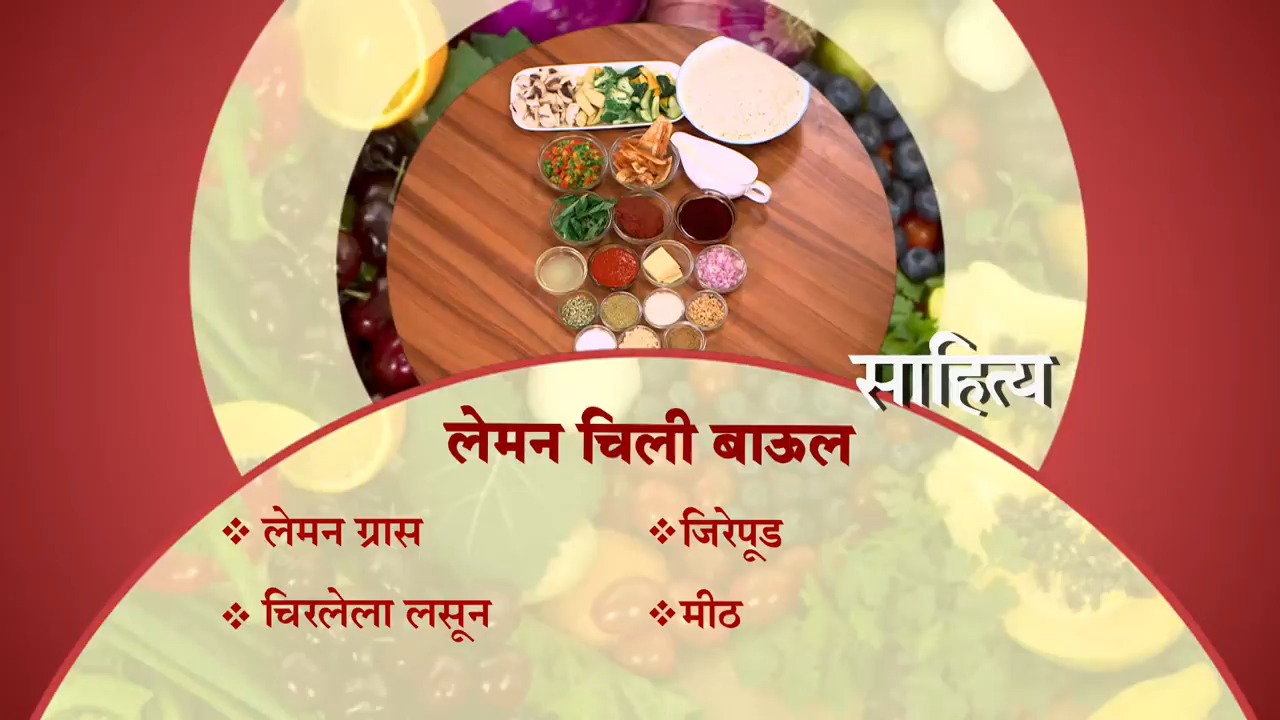 साहित्य
लेमन चिली बाऊल
❖ लेमन ग्रास
❖ चिरलेला लसून
❖ जिरेपूड
❖ मीठ